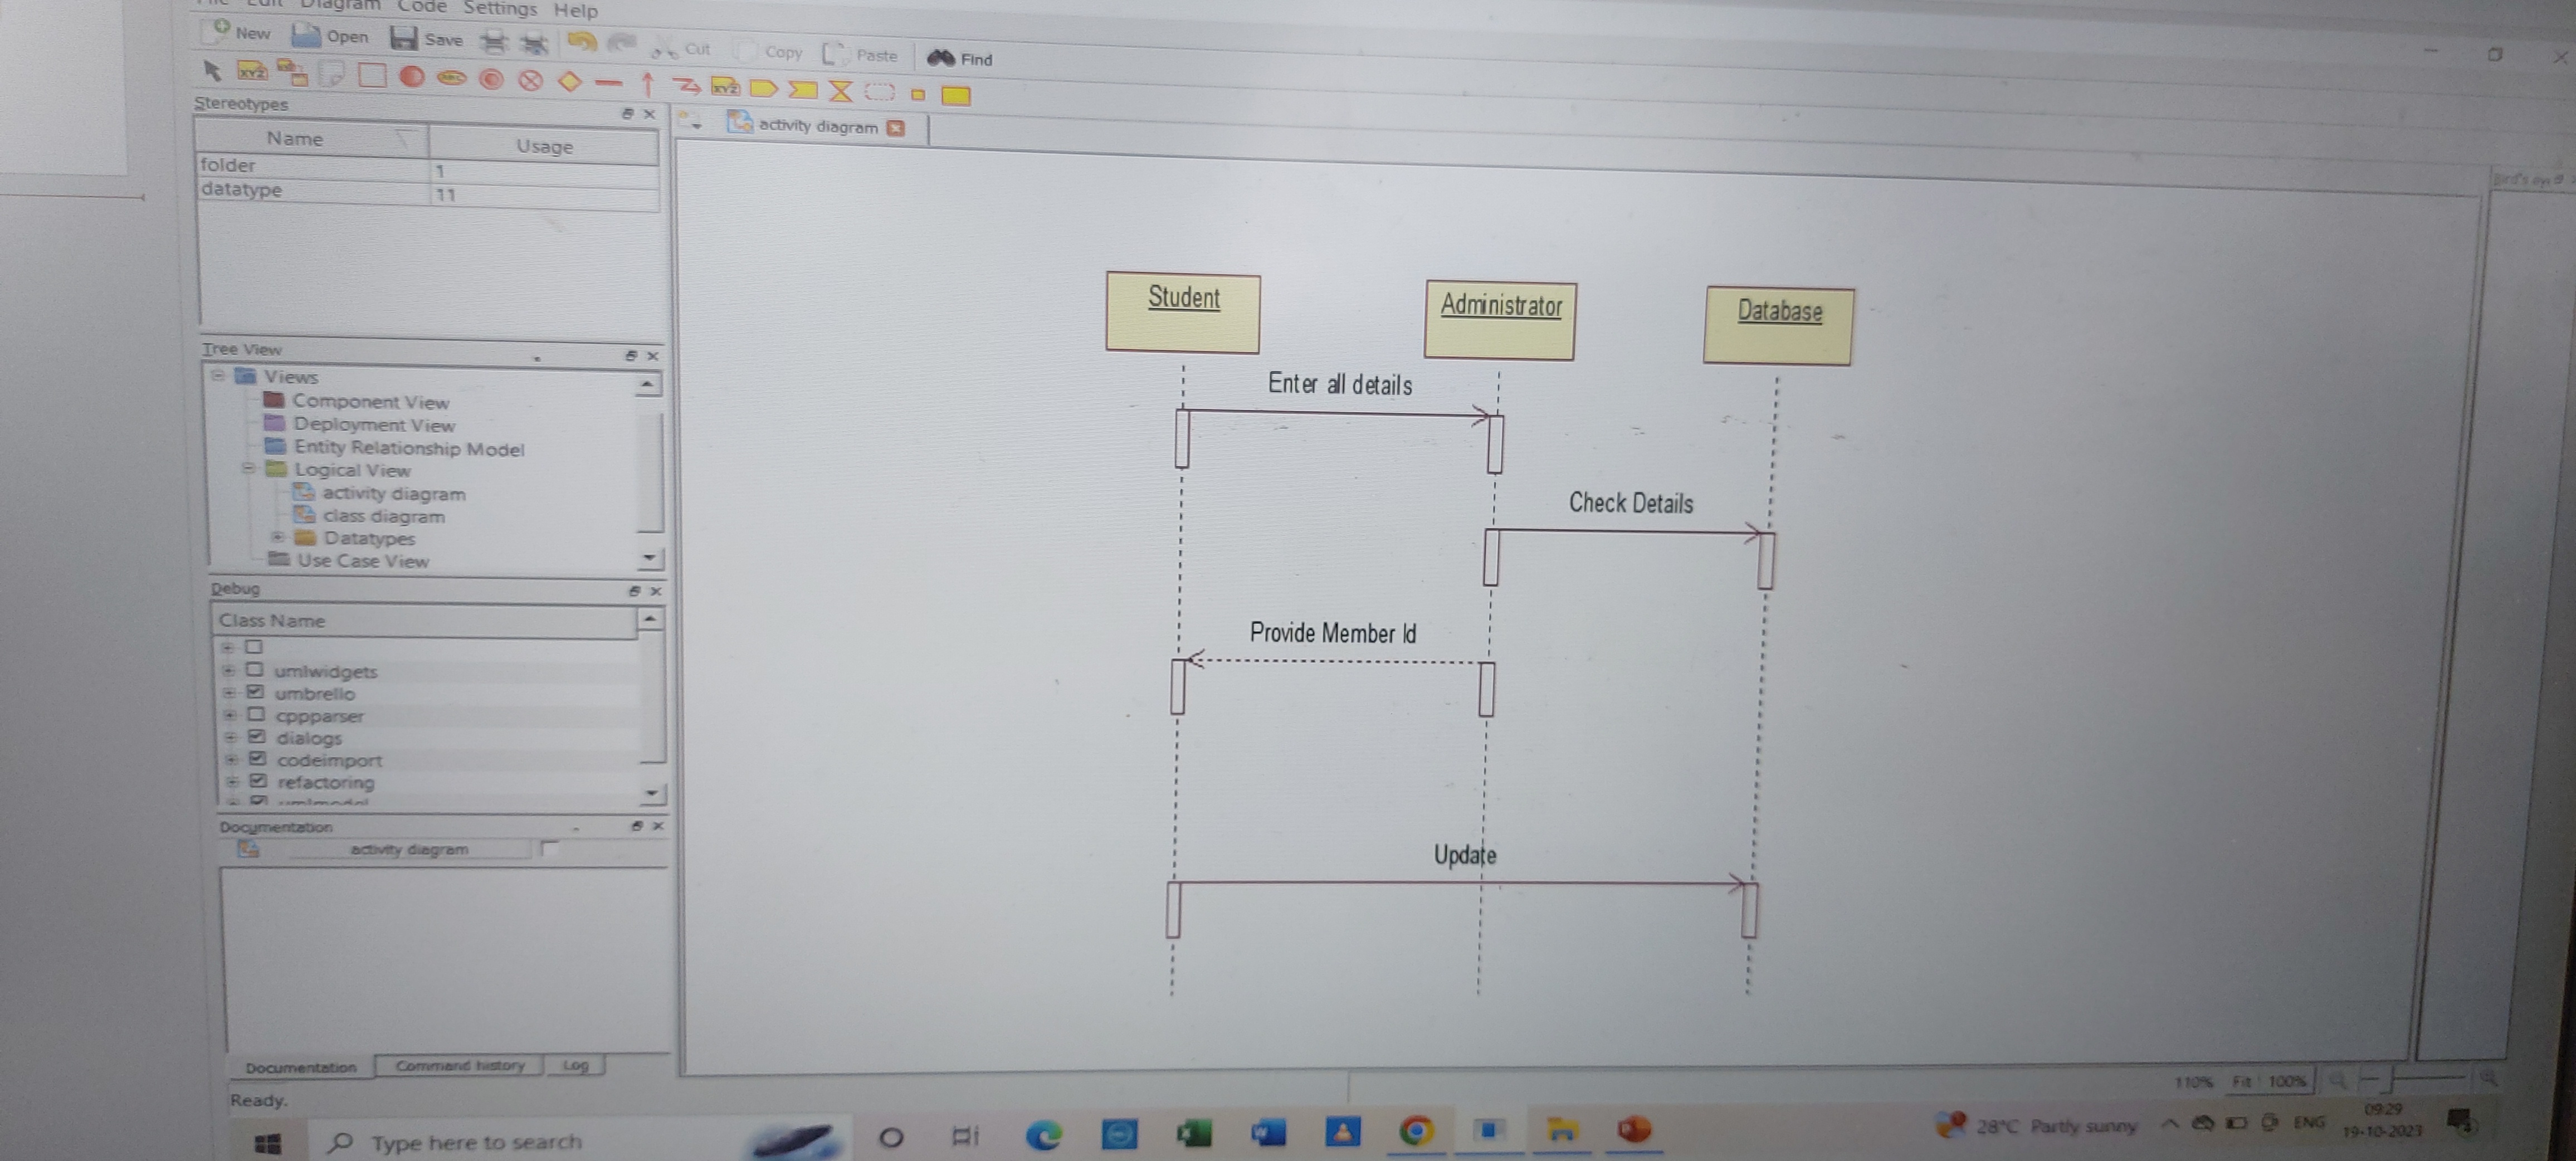 Edit Diagram Code Settings Help
New Open Save Cut Copy Paste Find
XYZ XYZ
Stereotypes
activity diagram
Name Usage
folder 1
datatype 11
Student Administrator Database
Tree View
Views
Component View
Deployment View
Entity Relationship Model
Logical View
activity diagram
class diagram
Datatypes
Use Case View
Enter all details
Check Details
Provide Member Id
Update
Debug
Class Name
umlwidgets
umbrello
cppparser
dialogs
codeimport
refactoring
umlmodel
Documentation
activity diagram
Documentation Command history Log
110% Fit 100%
Ready.
Type here to search
28°C Partly sunny
ENG
09:29
19-10-2023